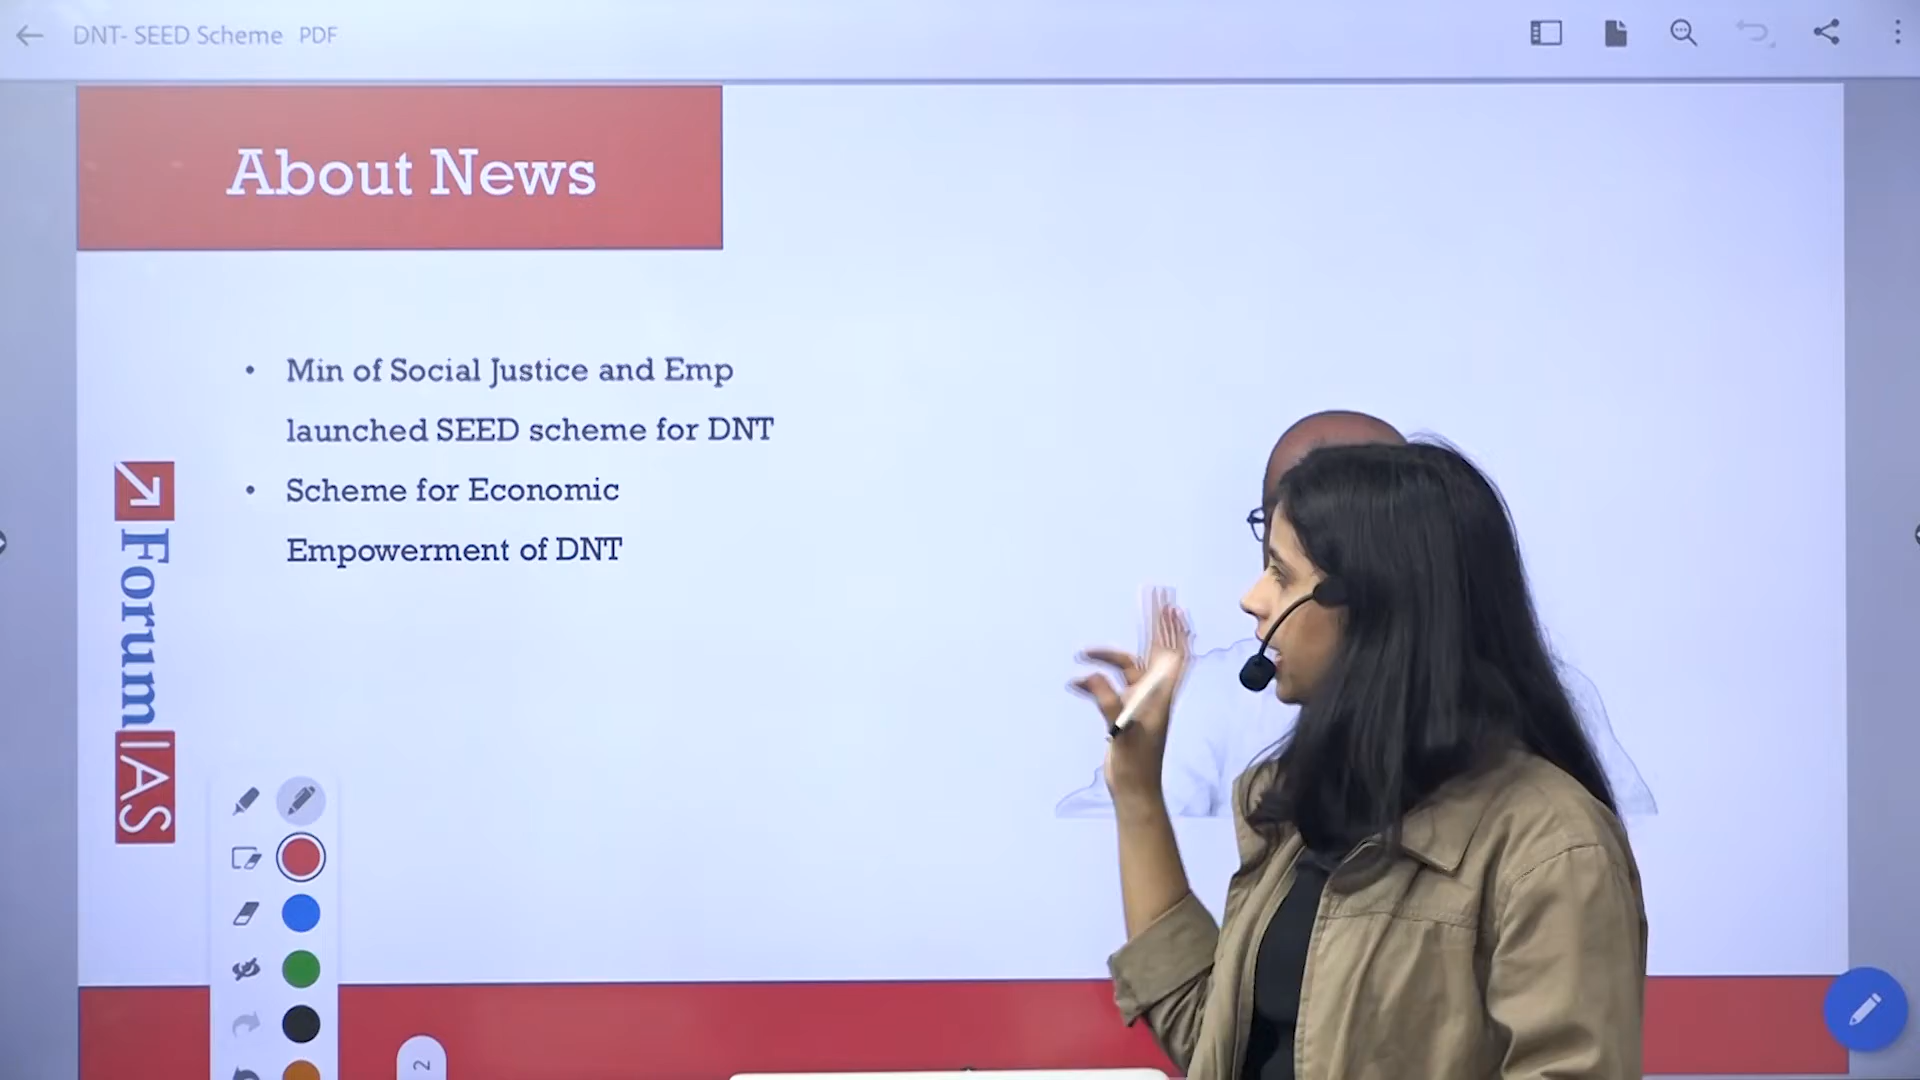 DNT- SEED Scheme PDF
About News
• Min of Social Justice and Emp
launched SEED scheme for DNT
• Scheme for Economic
Empowerment of DNT
ForumIAS
2